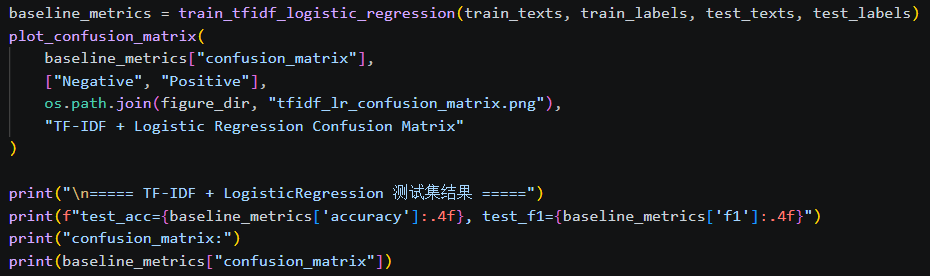 baseline_metrics = train_tfidf_logistic_regression(train_texts, train_labels, test_texts, test_labels)
plot_confusion_matrix(
    baseline_metrics["confusion_matrix"],
    ["Negative", "Positive"],
    os.path.join(figure_dir, "tfidf_lr_confusion_matrix.png"),
    "TF-IDF + Logistic Regression Confusion Matrix"
)

print("\n===== TF-IDF + LogisticRegression 测试集结果 =====")
print(f"test_acc={baseline_metrics['accuracy']:.4f}, test_f1={baseline_metrics['f1']:.4f}")
print("confusion_matrix:")
print(baseline_metrics["confusion_matrix"])